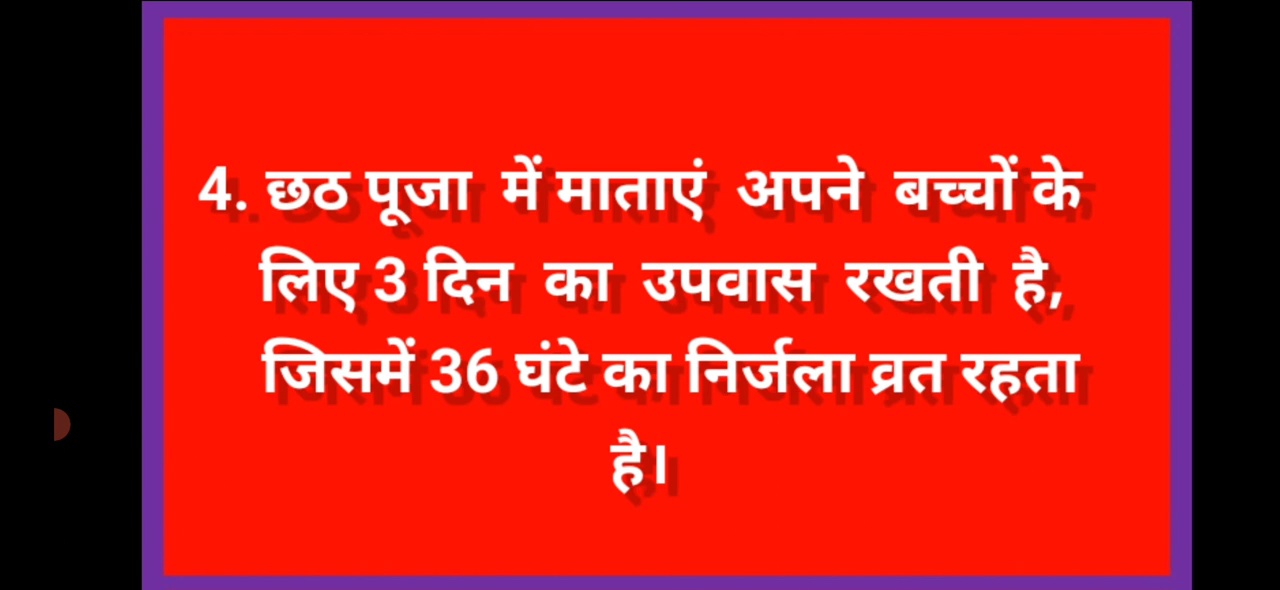 4. छठ पूजा में माताएं अपने बच्चों के
लिए 3 दिन का उपवास रखती है,
जिसमें 36 घंटे का निर्जला व्रत रहता
है।